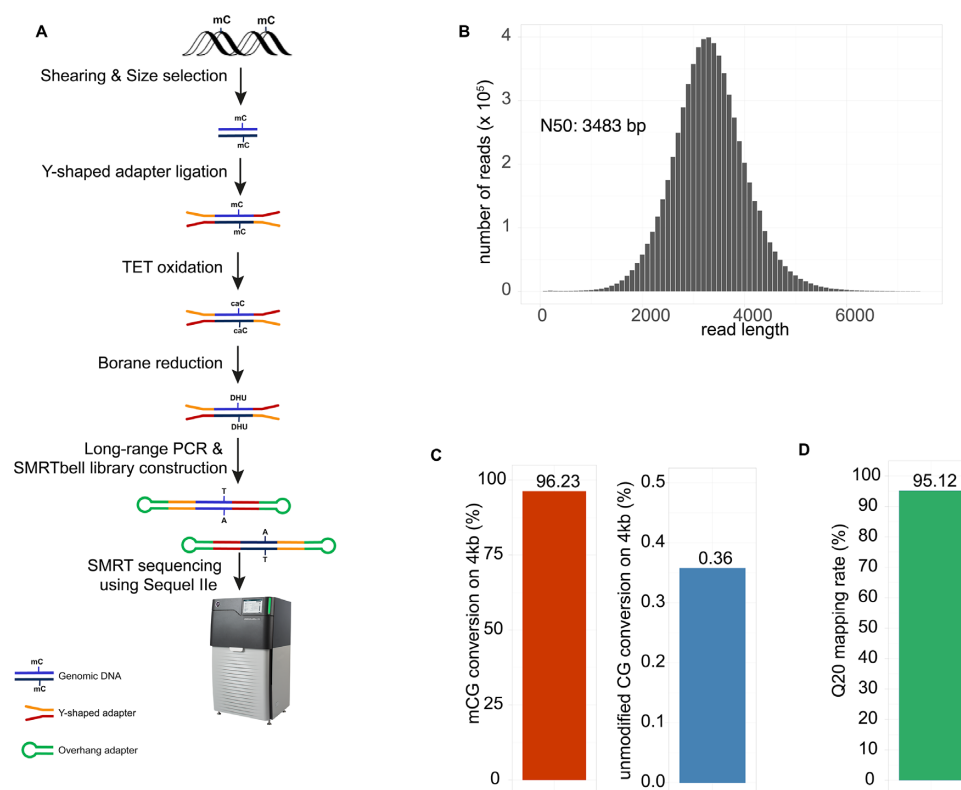 A
mC
mC
Shearing & Size selection
mC
mC
Y-shaped adapter ligation
mC
mC
TET oxidation
caC
caC
Borane reduction
DHU
DHU
Long-range PCR &
SMRTbell library construction
T
A
A
T
SMRT sequencing
using Sequel IIe
mC
mC
Genomic DNA
Y-shaped adapter
Overhang adapter
B
number of reads (x 10⁵)
4
3
2
1
0
N50: 3483 bp
0
2000
4000
6000
read length
C
mCG conversion on 4kb (%)
100
75
50
25
0
96.23
unmodified CG conversion on 4kb (%)
0.5
0.4
0.3
0.2
0.1
0.0
0.36
D
Q20 mapping rate (%)
100
90
80
70
60
50
40
30
20
10
0
95.12